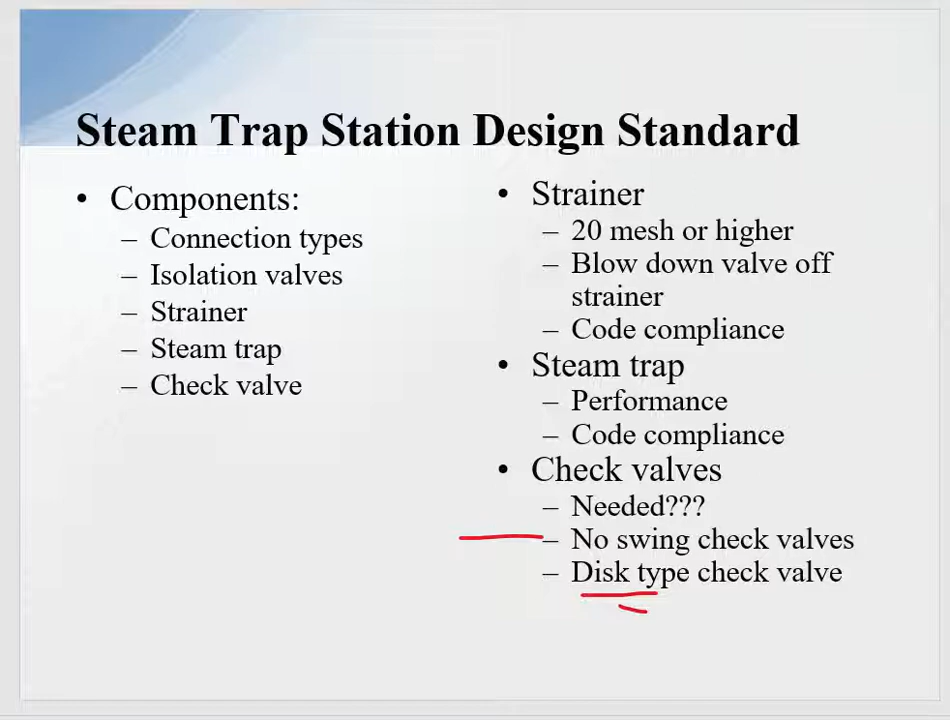 Steam Trap Station Design Standard
• Components:
– Connection types
– Isolation valves
– Strainer
– Steam trap
– Check valve
• Strainer
– 20 mesh or higher
– Blow down valve off
strainer
– Code compliance
• Steam trap
– Performance
– Code compliance
• Check valves
– Needed???
– No swing check valves
– Disk type check valve